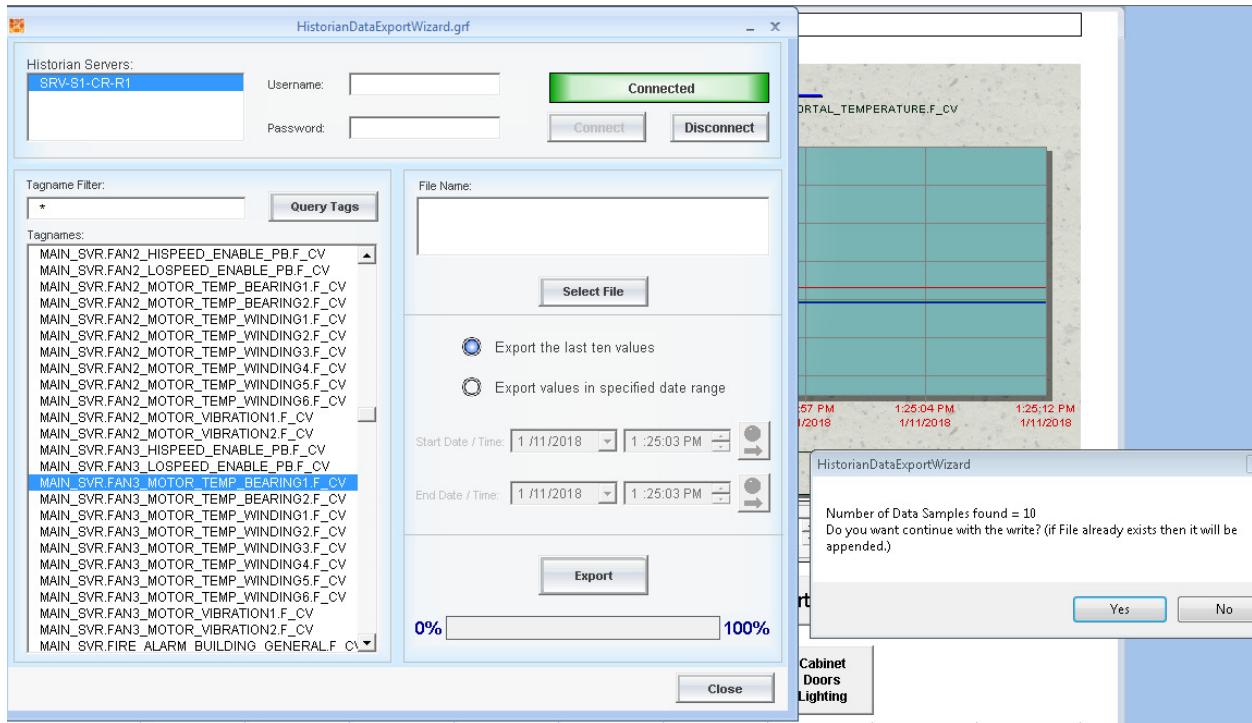 HistorianDataExportWizard.grf
Historian Servers:
SRV-S1-CR-R1
Username:
Password:
Connected
Connect
Disconnect
Tagname Filter:
*
Query Tags
Tagnames:
MAIN_SVR.FAN2_HISPEED_ENABLE_PB.F_CV
MAIN_SVR.FAN2_LOSPEED_ENABLE_PB.F_CV
MAIN_SVR.FAN2_MOTOR_TEMP_BEARING1.F_CV
MAIN_SVR.FAN2_MOTOR_TEMP_BEARING2.F_CV
MAIN_SVR.FAN2_MOTOR_TEMP_WINDING1.F_CV
MAIN_SVR.FAN2_MOTOR_TEMP_WINDING2.F_CV
MAIN_SVR.FAN2_MOTOR_TEMP_WINDING3.F_CV
MAIN_SVR.FAN2_MOTOR_TEMP_WINDING4.F_CV
MAIN_SVR.FAN2_MOTOR_TEMP_WINDING5.F_CV
MAIN_SVR.FAN2_MOTOR_TEMP_WINDING6.F_CV
MAIN_SVR.FAN2_MOTOR_VIBRATION1.F_CV
MAIN_SVR.FAN2_MOTOR_VIBRATION2.F_CV
MAIN_SVR.FAN3_HISPEED_ENABLE_PB.F_CV
MAIN_SVR.FAN3_LOSPEED_ENABLE_PB.F_CV
MAIN_SVR.FAN3_MOTOR_TEMP_BEARING1.F_CV
MAIN_SVR.FAN3_MOTOR_TEMP_BEARING2.F_CV
MAIN_SVR.FAN3_MOTOR_TEMP_WINDING1.F_CV
MAIN_SVR.FAN3_MOTOR_TEMP_WINDING2.F_CV
MAIN_SVR.FAN3_MOTOR_TEMP_WINDING3.F_CV
MAIN_SVR.FAN3_MOTOR_TEMP_WINDING4.F_CV
MAIN_SVR.FAN3_MOTOR_TEMP_WINDING5.F_CV
MAIN_SVR.FAN3_MOTOR_TEMP_WINDING6.F_CV
MAIN_SVR.FAN3_MOTOR_VIBRATION1.F_CV
MAIN_SVR.FAN3_MOTOR_VIBRATION2.F_CV
MAIN_SVR.FIRE_ALARM_BUILDING_GENERAL.F_CV
File Name:
Select File
Export the last ten values
Export values in specified date range
Start Date / Time: 1 /11/2018 1 :25:03 PM
End Date / Time: 1 /11/2018 1 :25:03 PM
Export
0% 100%
Close
ORTAL_TEMPERATURE.F_CV
:57 PM 1:25:04 PM 1:25:12 PM
1/2018 1/11/2018 1/11/2018
HistorianDataExportWizard
Number of Data Samples found = 10
Do you want continue with the write? (if File already exists then it will be
appended.)
Yes No
rt
Cabinet
Doors
Lighting